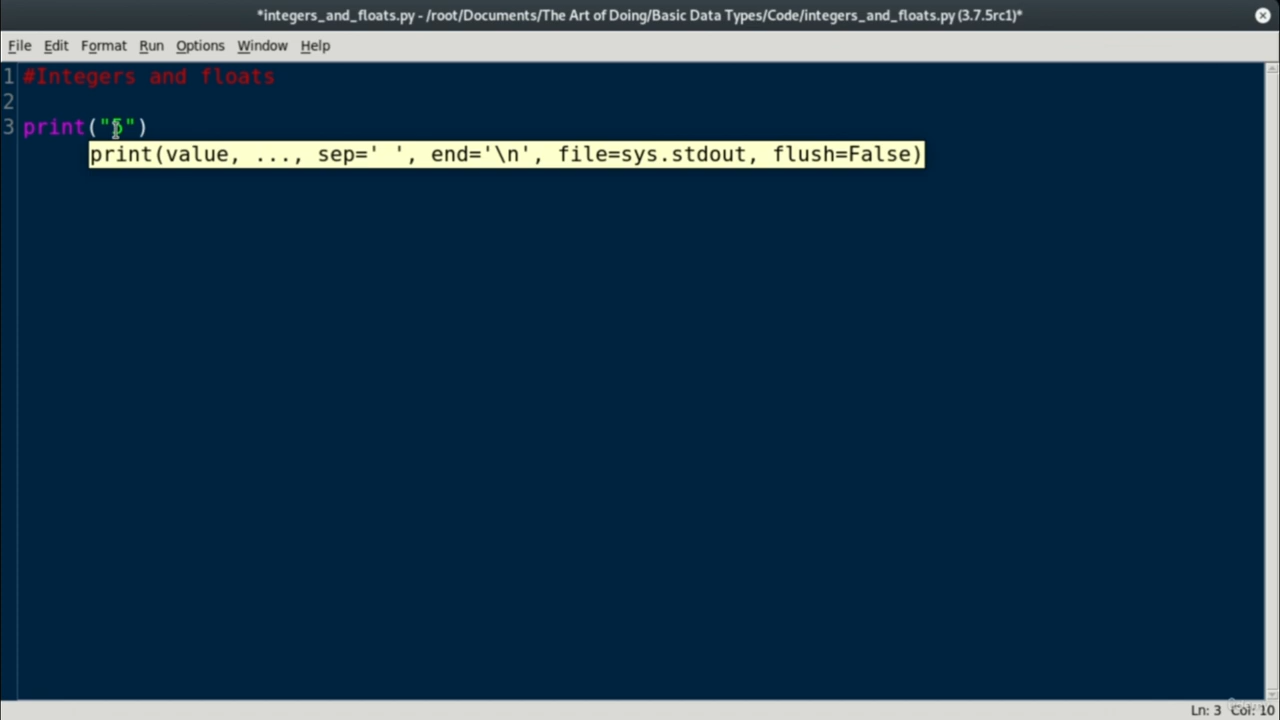 *integers_and_floats.py - /root/Documents/The Art of Doing/Basic Data Types/Code/integers_and_floats.py (3.7.5rc1)*
File Edit Format Run Options Window Help
1 #Integers and floats
2
3 print("5")
print(value, ..., sep=' ', end='\n', file=sys.stdout, flush=False)
Ln: 3 Col: 10